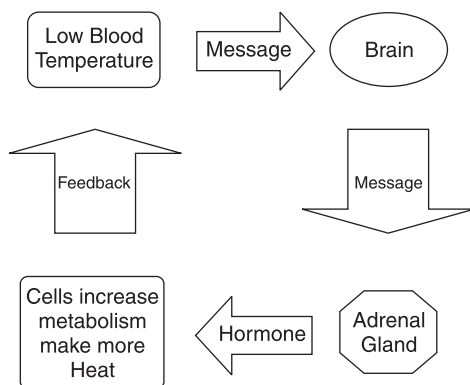 Low Blood
Temperature
Message
Brain
Feedback
Message
Cells increase
metabolism
make more
Heat
Hormone
Adrenal
Gland